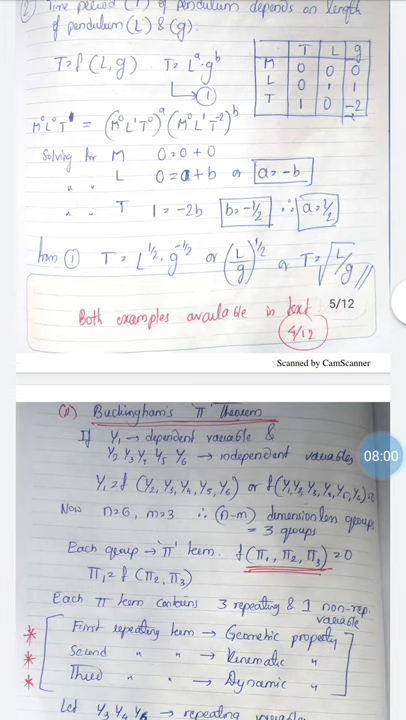 ② Time period (T) of pendulum depends on length
of pendulum (L) & (g).
T = f (L, g) T = Lᵃ·gᵇ
①
T L g
M 0 0 0
L 0 1 1
T 1 0 -2
M⁰L⁰T¹ = (M⁰L¹T⁰)ᵃ (M⁰L¹T⁻²)ᵇ
Solving for M 0=0+0
" " L 0=a+b or a=-b
" " T 1=-2b b=-1/2 ∴ a=1/2
from ① T = L^1/2 . g^-1/2 or (L/g)^1/2 or T=√L/g //
5/12
Both examples available in text
4/12
Scanned by CamScanner
(ii) Buckingham's 'π' Theorem
If Y₁ → dependent variable &
Y₂ Y₃ Y₄ Y₅ Y₆ → independent variables
08:00
Y₁ = f (Y₂, Y₃, Y₄, Y₅, Y₆) or f(Y₁,Y₂,Y₃,Y₄,Y₅,Y₆)=0
Now n=6, m=3 ∴ (n-m) dimensionless groups
= 3 groups
Each group → 'π' term. f(π₁, π₂, π₃) = 0
π₁ = f (π₂, π₃)
Each π term contains 3 repeating & 1 non-rep.
variable
* First repeating term → Geometric property
* Second " " → Kinematic "
* Third " " → Dynamic "
Let Y₃ Y₄ Y₆ → repeating variables